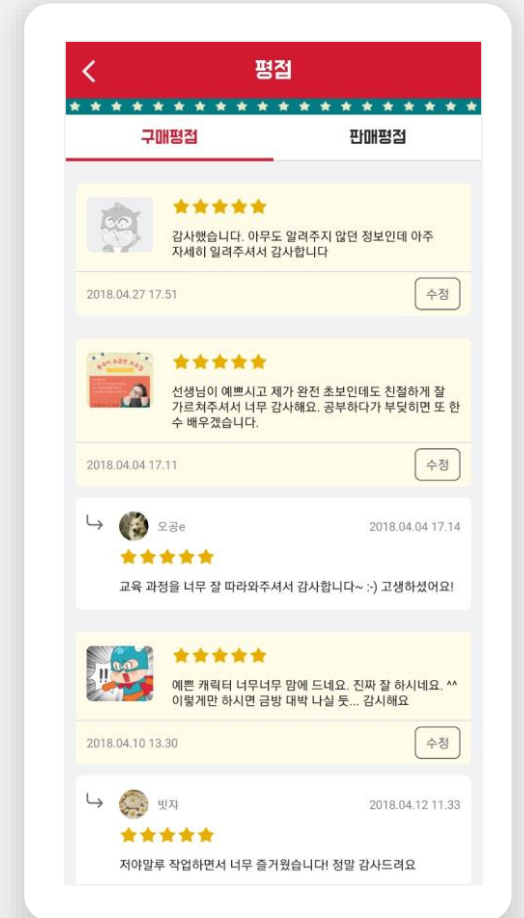 평점
구매평점
판매평점
감사했습니다. 아무도 알려주지 않던 정보인데 아주
자세히 일려주셔서 감사합니다
2018.04.27 17.51
수정
선생님이 예쁘시고 제가 완전 초보인데도 친절하게 잘
가르쳐주셔서 너무 감사해요. 공부하다가 부딪히면 또 한
수 배우겠습니다.
2018.04.04 17.11
수정
오공e
2018.04.04 17.14
교육 과정을 너무 잘 따라와주셔서 감사합니다~ :-) 고생하셨어요!
!!
예쁜 캐릭터 너무너무 맘에 드네요. 진짜 잘 하시네요. ^^
이렇게만 하시면 금방 대박 나실 듯... 감시해요
2018.04.10 13.30
수정
빗쟈
2018.04.12 11.33
저야말루 작업하면서 너무 즐거웠습니다! 정말 감사드려요